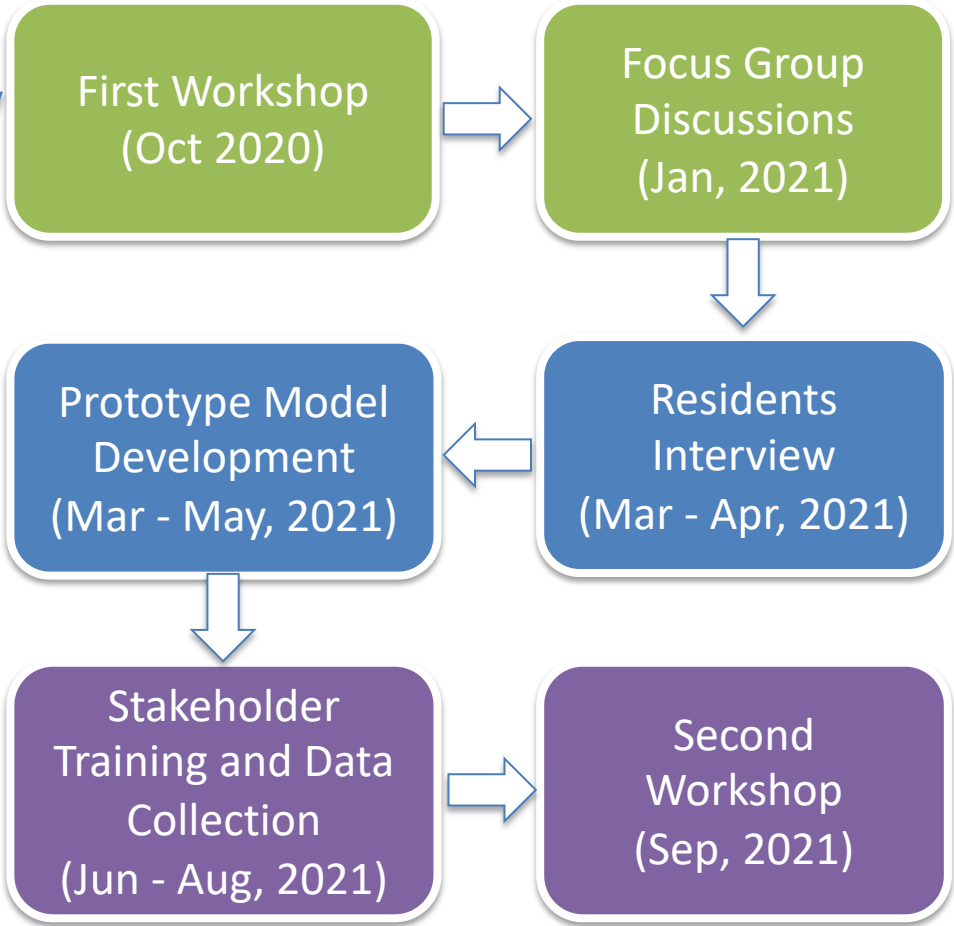 First Workshop
(Oct 2020)
Focus Group
Discussions
(Jan, 2021)
Residents
Interview
(Mar - Apr, 2021)
Prototype Model
Development
(Mar - May, 2021)
Stakeholder
Training and Data
Collection
(Jun - Aug, 2021)
Second
Workshop
(Sep, 2021)